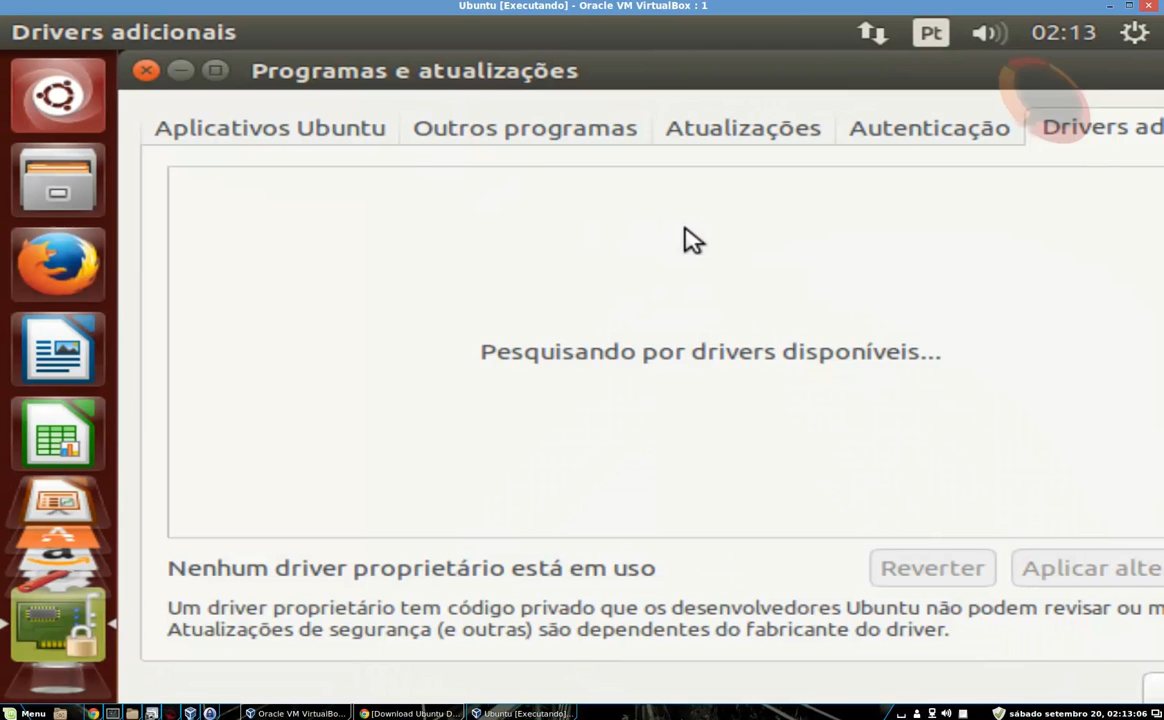 Ubuntu [Executando] - Oracle VM VirtualBox : 1
Drivers adicionais
Pt
02:13
Programas e atualizações
Aplicativos Ubuntu
Outros programas
Atualizações
Autenticação
Drivers ad
Pesquisando por drivers disponíveis...
Nenhum driver proprietário está em uso
Reverter
Aplicar alte
Um driver proprietário tem código privado que os desenvolvedores Ubuntu não podem revisar ou m
Atualizações de segurança (e outras) são dependentes do fabricante do driver.
Menu
Oracle VM VirtualBo...
[Download Ubuntu D...
Ubuntu [Executando]...
sábado setembro 20, 02:13:06